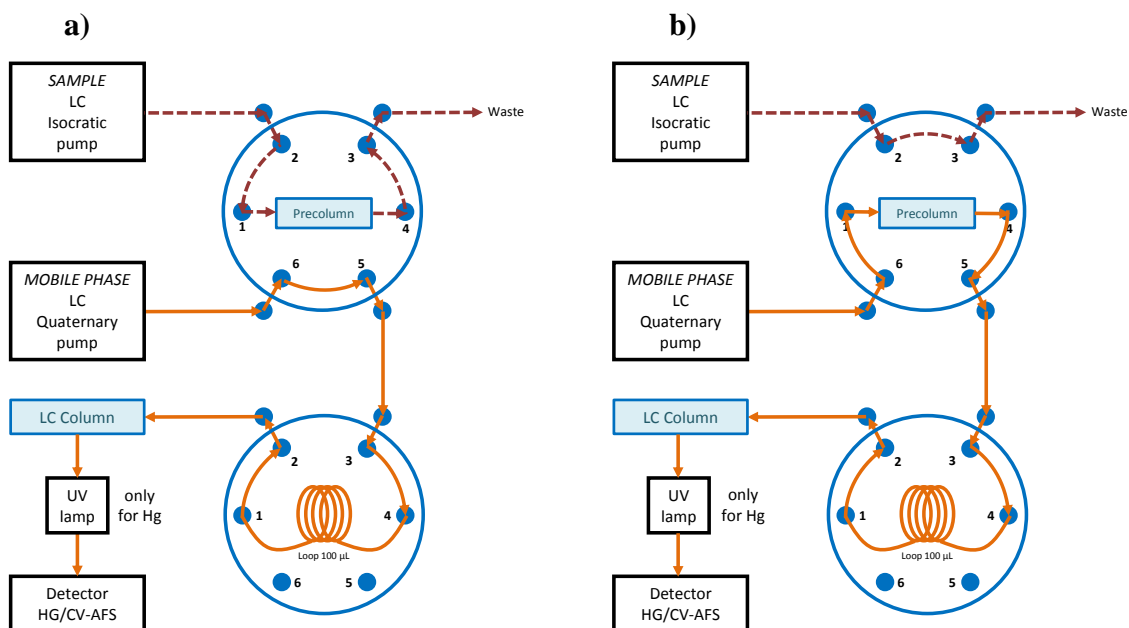 a)
SAMPLE
LC
Isocratic
pump
Waste
2
3
1
Precolumn
4
MOBILE PHASE
LC
Quaternary
pump
6
5
LC Column
2
3
UV
lamp
only
for Hg
1
4
Loop 100 µL
6
5
Detector
HG/CV-AFS
b)
SAMPLE
LC
Isocratic
pump
Waste
2
3
1
Precolumn
4
MOBILE PHASE
LC
Quaternary
pump
6
5
LC Column
2
3
UV
lamp
only
for Hg
1
4
Loop 100 µL
6
5
Detector
HG/CV-AFS